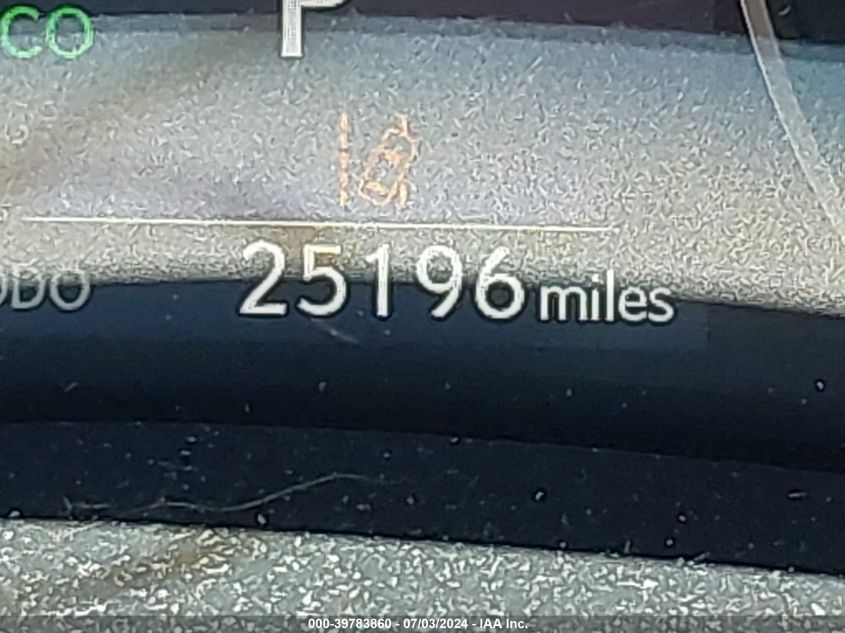 CO P
ODO 25196 miles
000-39783860 - 07/03/2024 - IAA Inc.